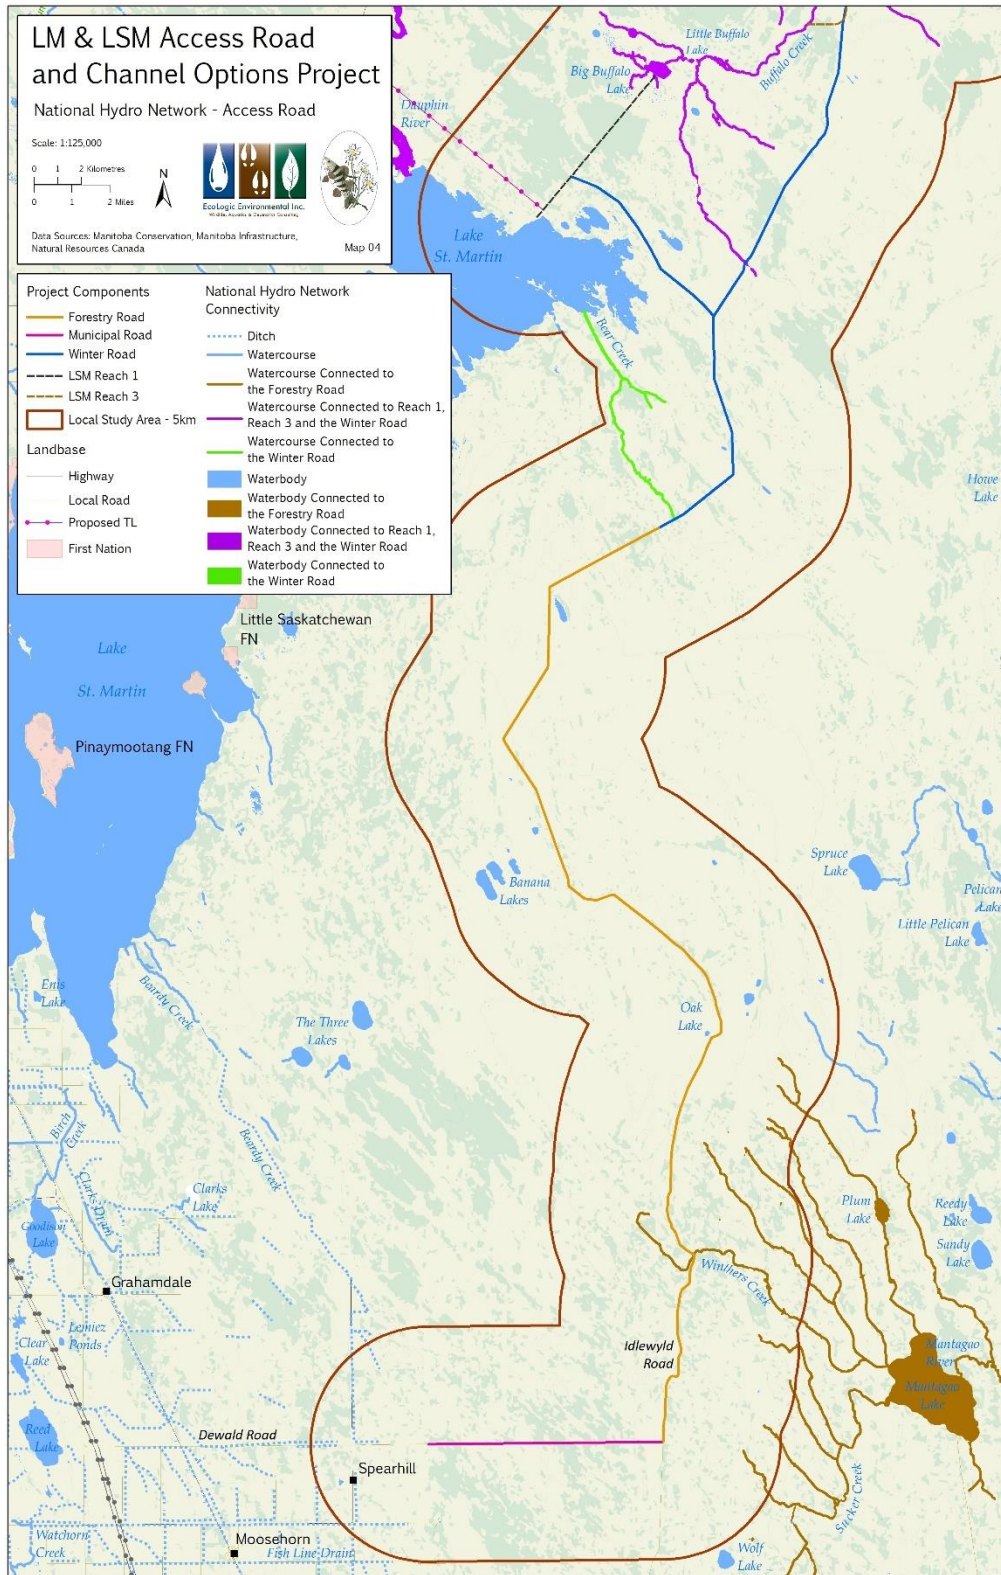 LM & LSM Access Road
and Channel Options Project
National Hydro Network - Access Road
Scale: 1:125,000
0 1 2 Kilometres
0 1 2 Miles
N
EcoLogic Environmental Inc.
Data Sources: Manitoba Conservation, Manitoba Infrastructure,
Natural Resources Canada
Map 04
Project Components
Forestry Road
Municipal Road
Winter Road
LSM Reach 1
LSM Reach 3
Local Study Area - 5km
Landbase
Highway
Local Road
Proposed TL
First Nation
National Hydro Network
Connectivity
Ditch
Watercourse
Watercourse Connected to
the Forestry Road
Watercourse Connected to Reach 1,
Reach 3 and the Winter Road
Watercourse Connected to
the Winter Road
Waterbody
Waterbody Connected to
the Forestry Road
Waterbody Connected to Reach 1,
Reach 3 and the Winter Road
Waterbody Connected to
the Winter Road
Little Buffalo
Lake
Big Buffalo
Lake
Buffalo Creek
Dauphin
River
Lake
St. Martin
Bear Creek
Howe
Lake
Little Saskatchewan
FN
Lake
St. Martin
Pinaymootang FN
Spruce
Lake
Banana
Lakes
Pelican
Lake
Little Pelican
Lake
Enis
Lake
Beardy Creek
The Three
Lakes
Oak
Lake
Birch
Creek
Beardy Creek
Clarks Drain
Clarks
Lake
Plum
Lake
Reedy
Lake
Goodison
Lake
Sandy
Lake
Winthers Creek
Grahamdale
Lemiez
Ponds
Clear
Lake
Idlewyld
Road
Mantagao
River
Mantagao
Lake
Reed
Lake
Dewald Road
Spearhill
Sucker Creek
Watchorn
Creek
Moosehorn
Fish Line Drain
Wolf
Lake